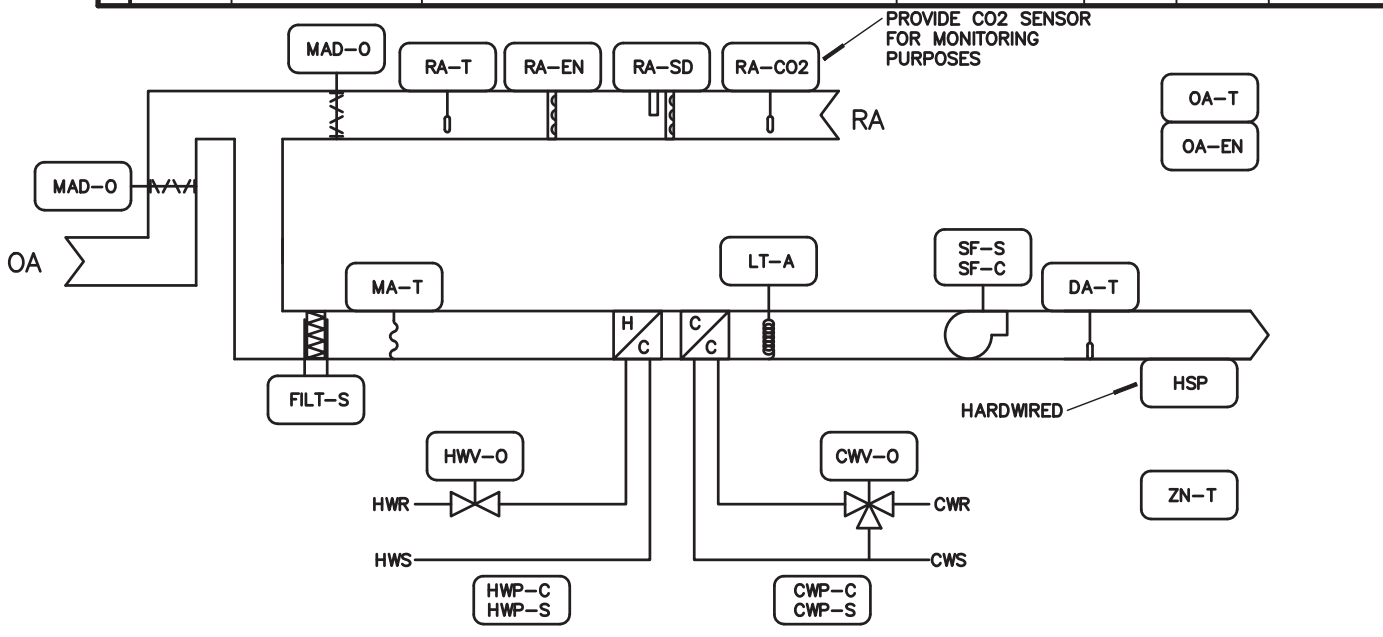 PROVIDE CO2 SENSOR
FOR MONITORING
PURPOSES
MAD-O
RA-T
RA-EN
RA-SD
RA-CO2
RA
OA-T
OA-EN
MAD-O
OA
MA-T
LT-A
SF-S
SF-C
DA-T
H
C
C
C
FILT-S
HSP
HARDWIRED
HWV-O
CWV-O
ZN-T
HWR
CWR
HWS
CWS
HWP-C
HWP-S
CWP-C
CWP-S